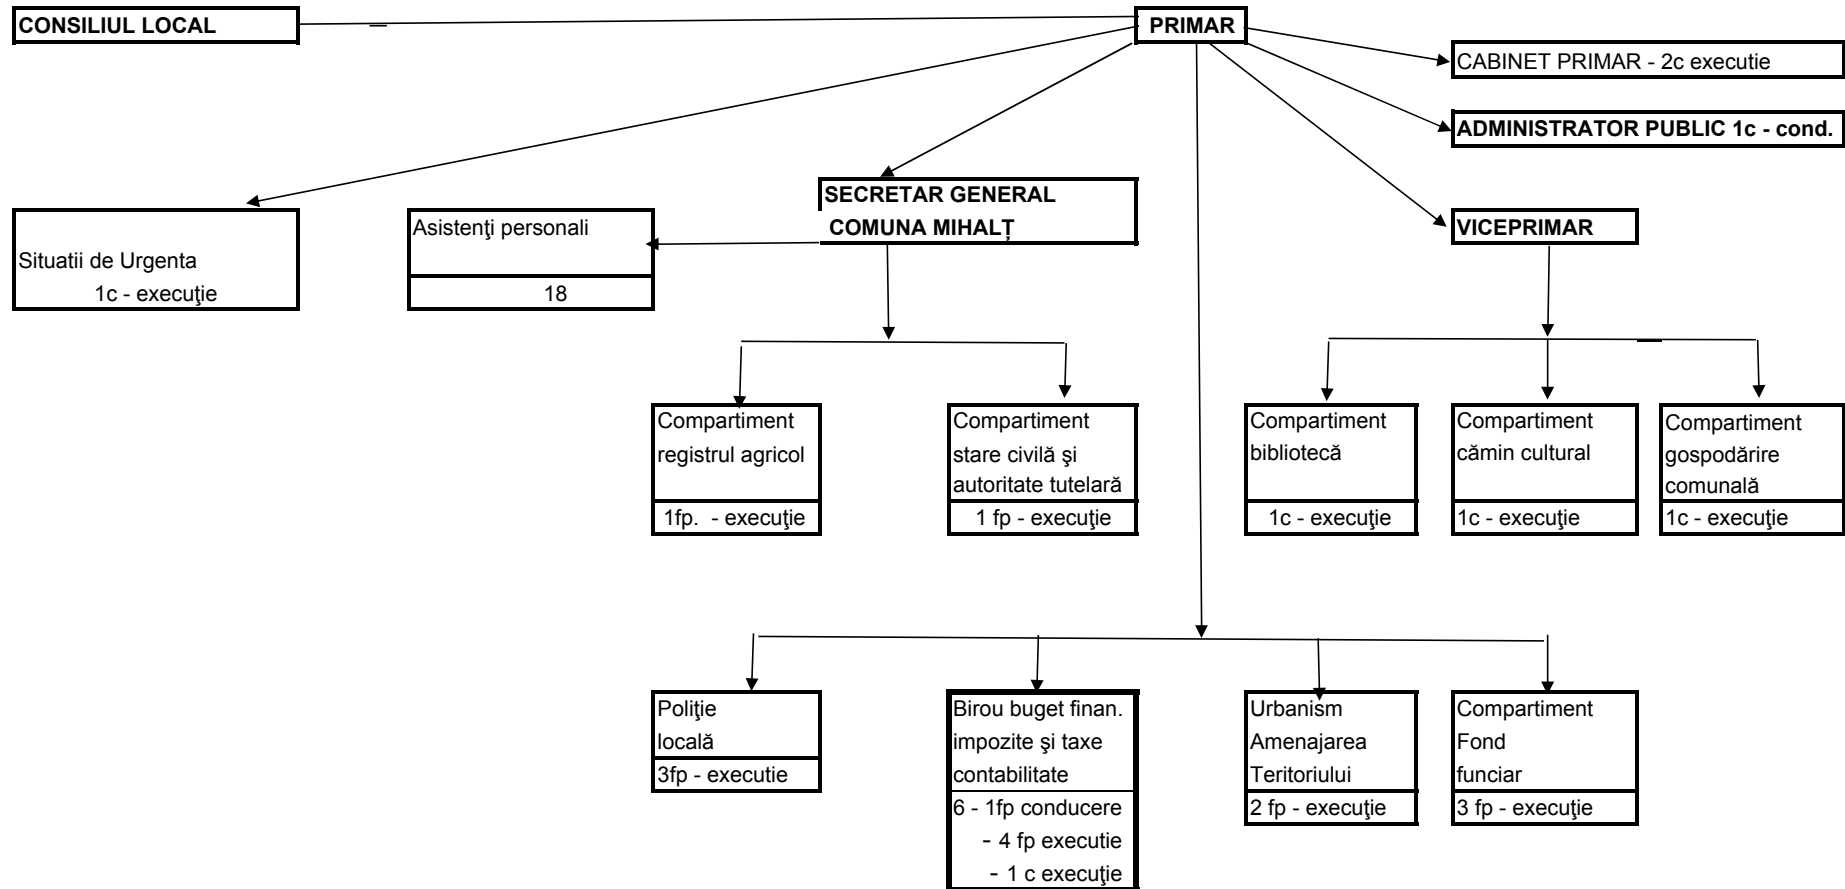 CONSILIUL LOCAL
PRIMAR
CABINET PRIMAR - 2c executie
ADMINISTRATOR PUBLIC 1c - cond.
Situatii de Urgenta
1c - execuţie
Asistenţi personali
18
SECRETAR GENERAL
COMUNA MIHALȚ
VICEPRIMAR
Compartiment
registrul agricol
1fp. - execuţie
Compartiment
stare civilă şi
autoritate tutelară
1 fp - execuţie
Compartiment
bibliotecă
1c - execuţie
Compartiment
cămin cultural
1c - execuţie
Compartiment
gospodărire
comunală
1c - execuţie
Poliţie
locală
3fp - executie
Birou buget finan.
impozite şi taxe
contabilitate
6 - 1fp conducere
- 4 fp executie
- 1 c execuţie
Urbanism
Amenajarea
Teritoriului
2 fp - execuţie
Compartiment
Fond
funciar
3 fp - execuţie